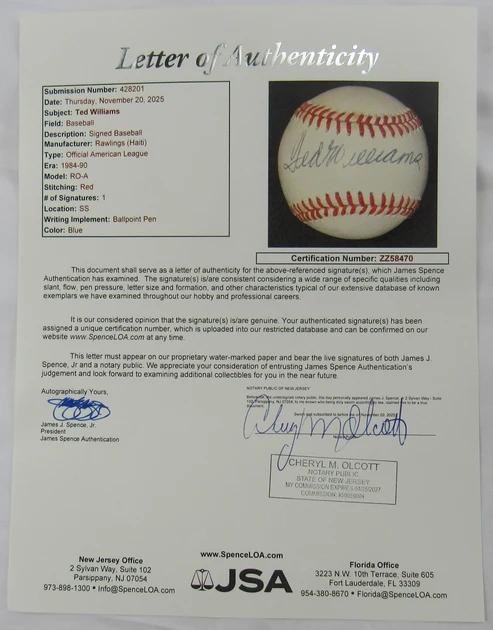 Letter of Authenticity
Submission Number: 428201
Date: Thursday, November 20, 2025
Subject: Ted Williams
Field: Baseball
Description: Signed Baseball
Manufacturer: Rawlings (Haiti)
Type: Official American League
Era: 1984-90
Model: RO-A
Stitching: Red
# of Signatures: 1
Location: SS
Writing Implement: Ballpoint Pen
Color: Blue
Ted Williams
Certification Number: ZZ58470
This document shall serve as a letter of authenticity for the above-referenced signature(s), which James Spence
Authentication has examined. The signature(s) is/are consistent considering a wide range of specific qualities including
slant, flow, pen pressure, letter size and formation, and other characteristics typical of our extensive database of known
exemplars we have examined throughout our hobby and professional careers.
It is our considered opinion that the signature(s) is/are genuine. Your authenticated signature(s) has been
assigned a unique certification number, which is uploaded into our restricted database and can be confirmed on our
website www.SpenceLOA.com at any time.
This letter must appear on our proprietary water-marked paper and bear the live signatures of both James J.
Spence, Jr and a notary public. We appreciate your consideration of entrusting James Spence Authentication's
judgement and look forward to examining additional collectibles for you in the near future.
Autographically Yours,
James J. Spence, Jr.
President
James Spence Authentication
NOTARY PUBLIC OF NEW JERSEY
Cheryl M Olcott
CHERYL M. OLCOTT
NOTARY PUBLIC
STATE OF NEW JERSEY
MY COMMISSION EXPIRES
COMMISSION:
www.SpenceLOA.com
New Jersey Office
2 Sylvan Way, Suite 102
Parsippany, NJ 07054
973-898-1300 • Info@SpenceLOA.com
JSA
Florida Office
3223 N.W. 10th Terrace, Suite 605
Fort Lauderdale, FL 33309
954-380-8670 • Florida@SpenceLOA.com